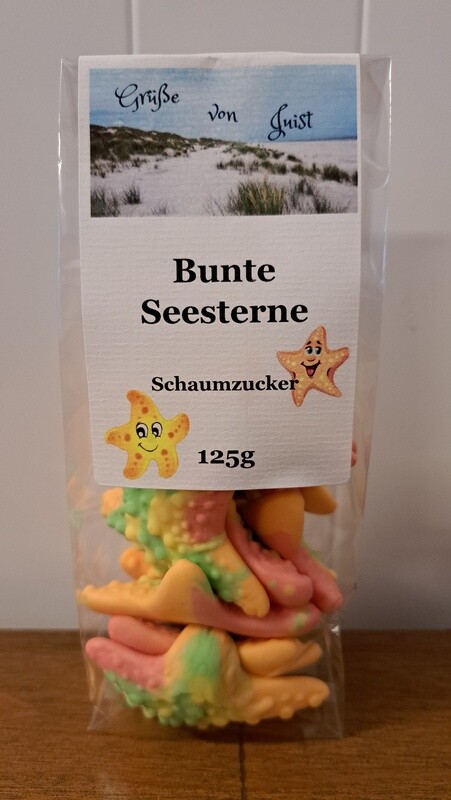 Grüße von Juist
Bunte
Seesterne
Schaumzucker
125g